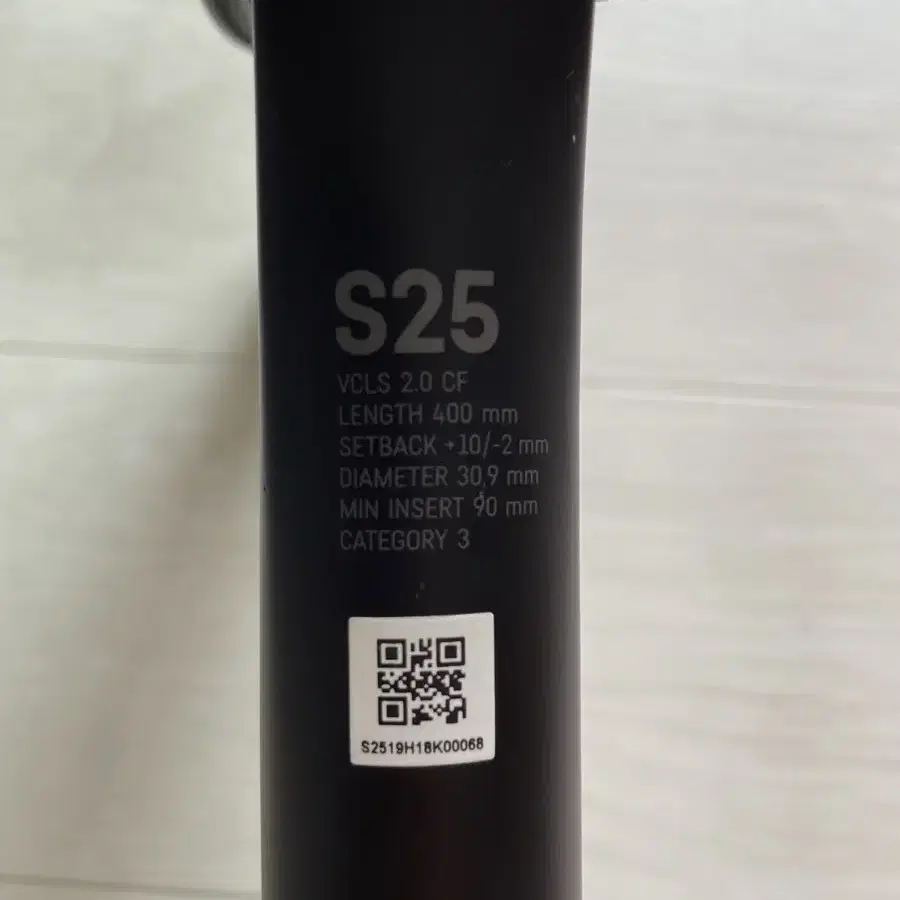 S25
VCLS 2.0 CF
LENGTH 400 mm
SETBACK +10/-2 mm
DIAMETER 30,9 mm
MIN INSERT 90 mm
CATEGORY 3
S2519H18K00068